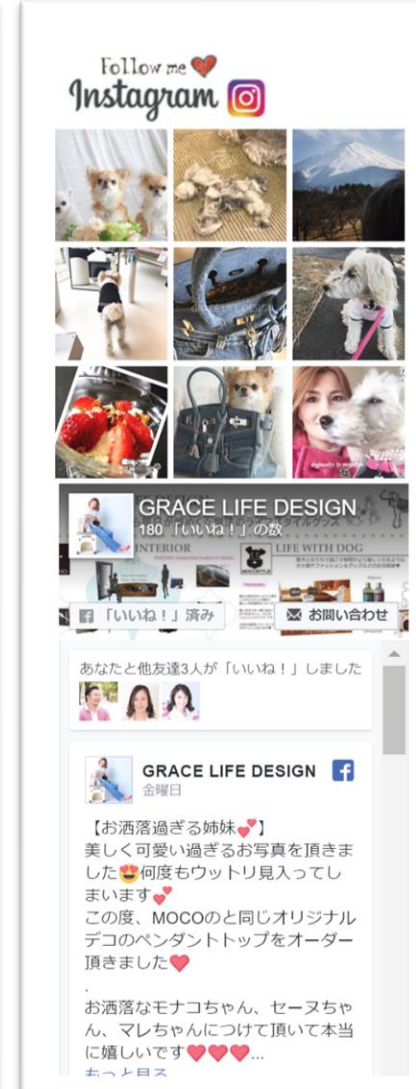 Follow me
Instagram
GRACE LIFE DESIGN
GRACE LIFE DESIGN
180 「いいね！」の数
INTERIOR
LIFE WITH DOG
「いいね！」済み
お問い合わせ
あなたと他友達3人が「いいね！」しました
GRACE LIFE DESIGN
金曜日
【お洒落過ぎる姉妹💕】
美しく可愛い過ぎるお写真を頂きま
した😍何度もウットリ見入ってし
まいます💕
この度、MOCOのと同じオリジナル
デコのペンダントトップをオーダー
頂きました❤️
.
お洒落なモナコちゃん、セーヌちゃ
ん、マレちゃんにつけて頂いて本当
に嬉しいです❤️❤️❤️...
もっと見る